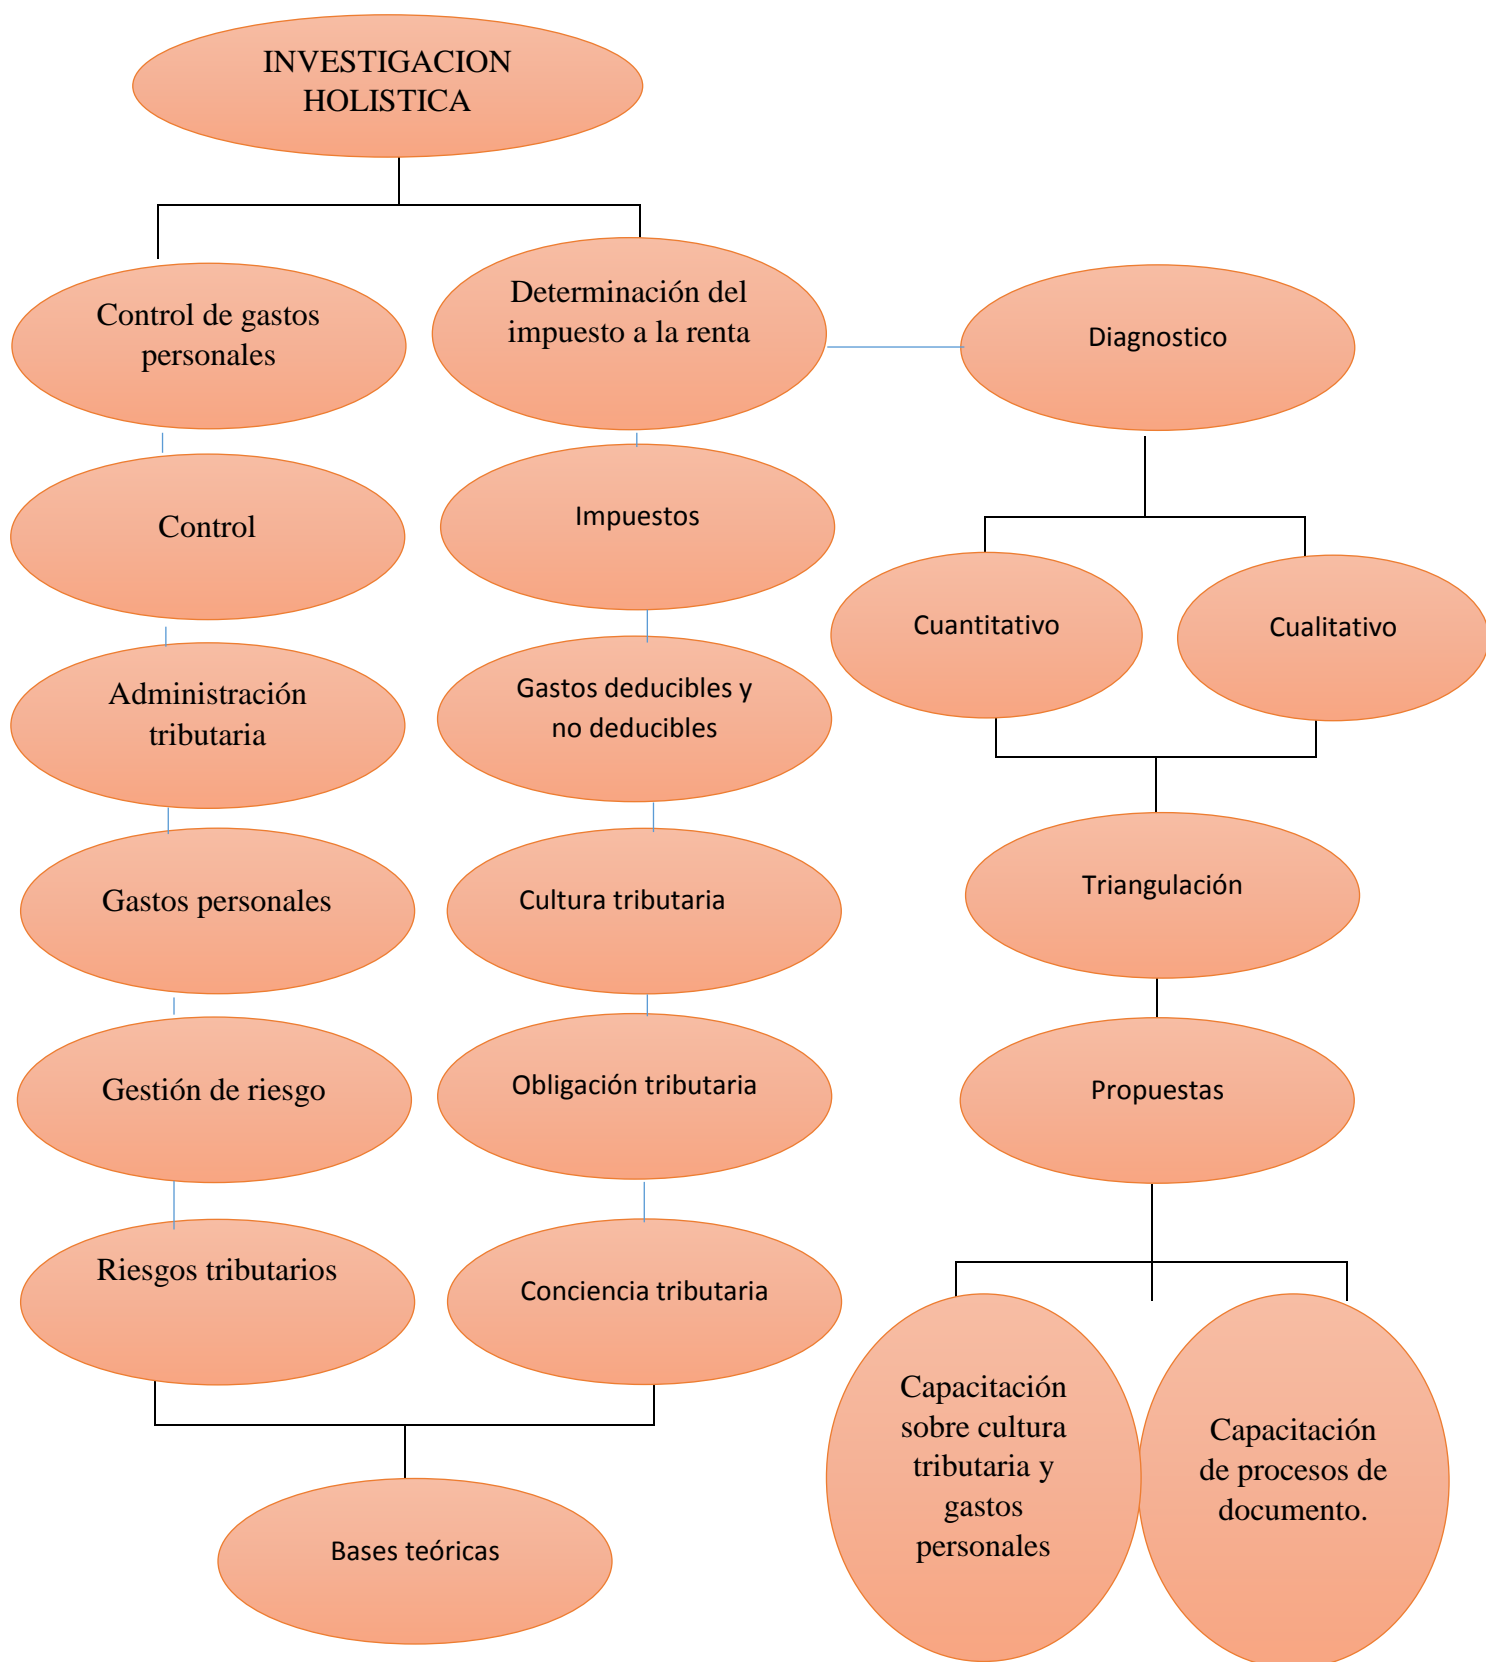 INVESTIGACION
HOLISTICA
Control de gastos
personales
Determinación del
impuesto a la renta
Diagnostico
Control
Impuestos
Cuantitativo
Cualitativo
Administración
tributaria
Gastos deducibles y
no deducibles
Gastos personales
Cultura tributaria
Triangulación
Gestión de riesgo
Obligación tributaria
Propuestas
Riesgos tributarios
Conciencia tributaria
Capacitación
sobre cultura
tributaria y
gastos
personales
Capacitación
de procesos de
documento.
Bases teóricas